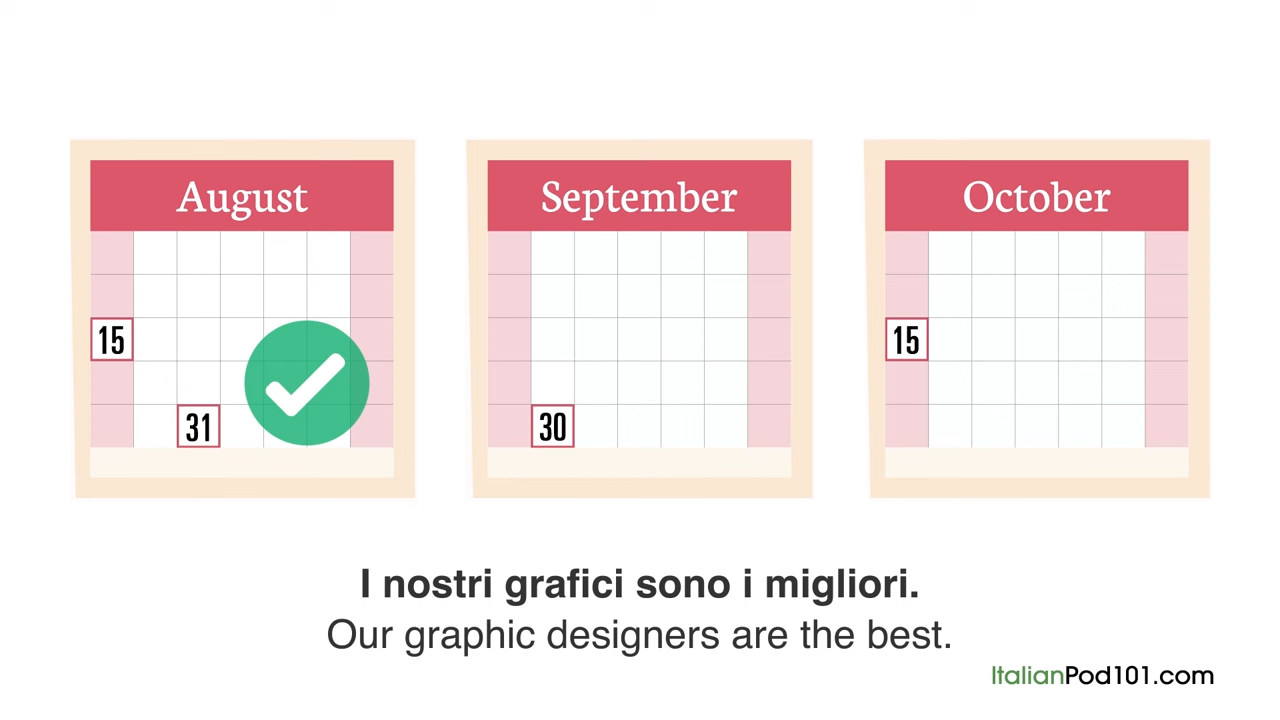 August
September
October
15
15
31
30
I nostri grafici sono i migliori.
Our graphic designers are the best.
ItalianPod101.com